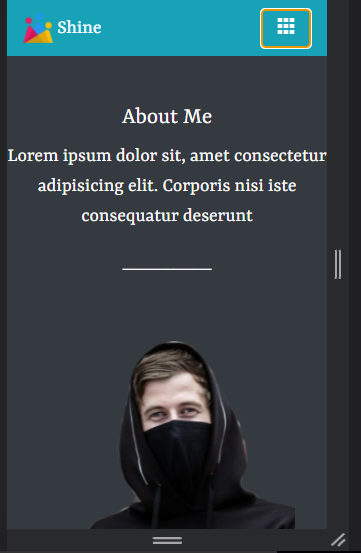 Shine
About Me
Lorem ipsum dolor sit, amet consectetur
adipisicing elit. Corporis nisi iste
consequatur deserunt